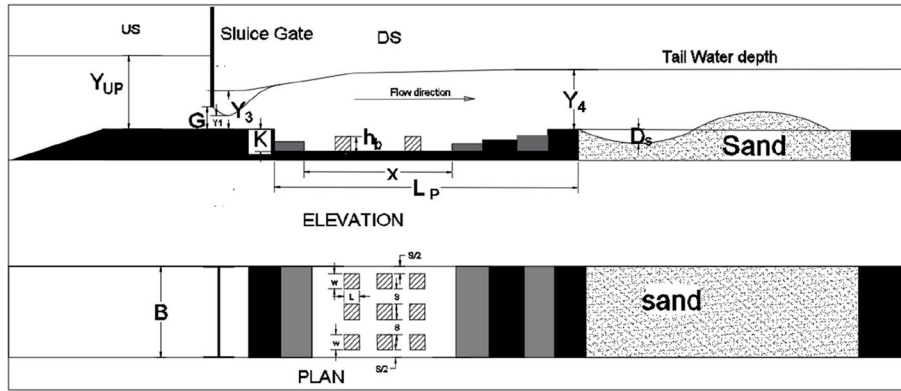 US
Sluice Gate
DS
Tail Water depth
Y_UP
G
Y1
Y_3
Flow direction
Y_4
K
h_b
D_s
Sand
X
L_P
ELEVATION
S/2
B
W
L
S
S
W
sand
S/2
PLAN